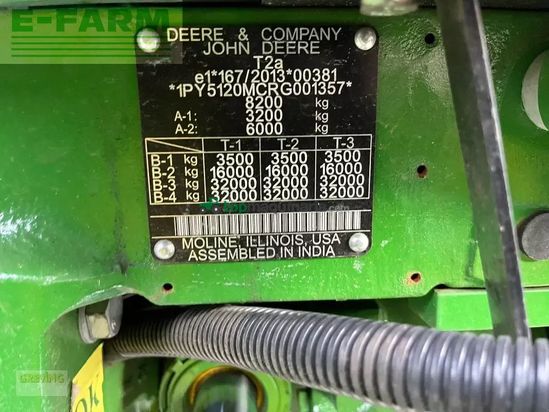 E-FARM
DEERE & COMPANY
JOHN DEERE
T2a
e1*167/2013*00381
*1PY5120MCRG001357*
8200 kg
A-1: 3200 kg
A-2: 6000 kg
T-1 T-2 T-3
B-1 kg 3500 3500 3500
B-2 kg 16000 16000 16000
B-3 kg 32000 32000 32000
B-4 kg 32000 32000 32000
MOLINE, ILLINOIS, USA
ASSEMBLED IN INDIA
GREVING
OK